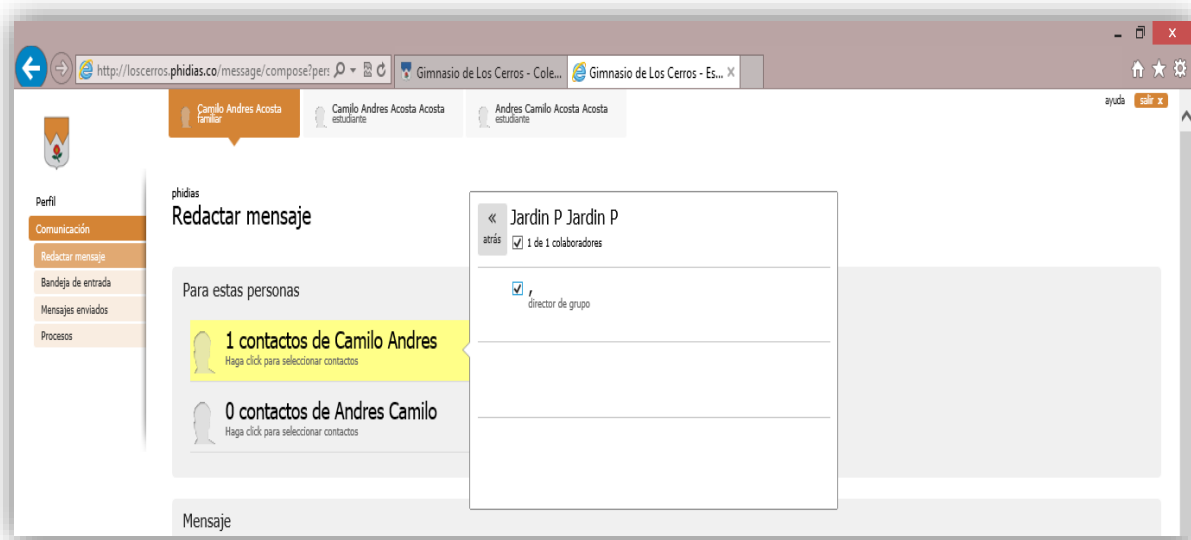 http://loscerros.phidias.co/message/compose?per:
Gimnasio de Los Cerros - Cole...
Gimnasio de Los Cerros - Es...
Camilo Andres Acosta
familiar
Camilo Andres Acosta Acosta
estudiante
Andres Camilo Acosta Acosta
estudiante
ayuda
salir x
Perfil
Comunicación
Redactar mensaje
Bandeja de entrada
Mensajes enviados
Procesos
phidias
Redactar mensaje
Para estas personas
1 contactos de Camilo Andres
Haga click para seleccionar contactos
0 contactos de Andres Camilo
Haga click para seleccionar contactos
«
atrás
Jardin P Jardin P
1 de 1 colaboradores
,
director de grupo
Mensaje